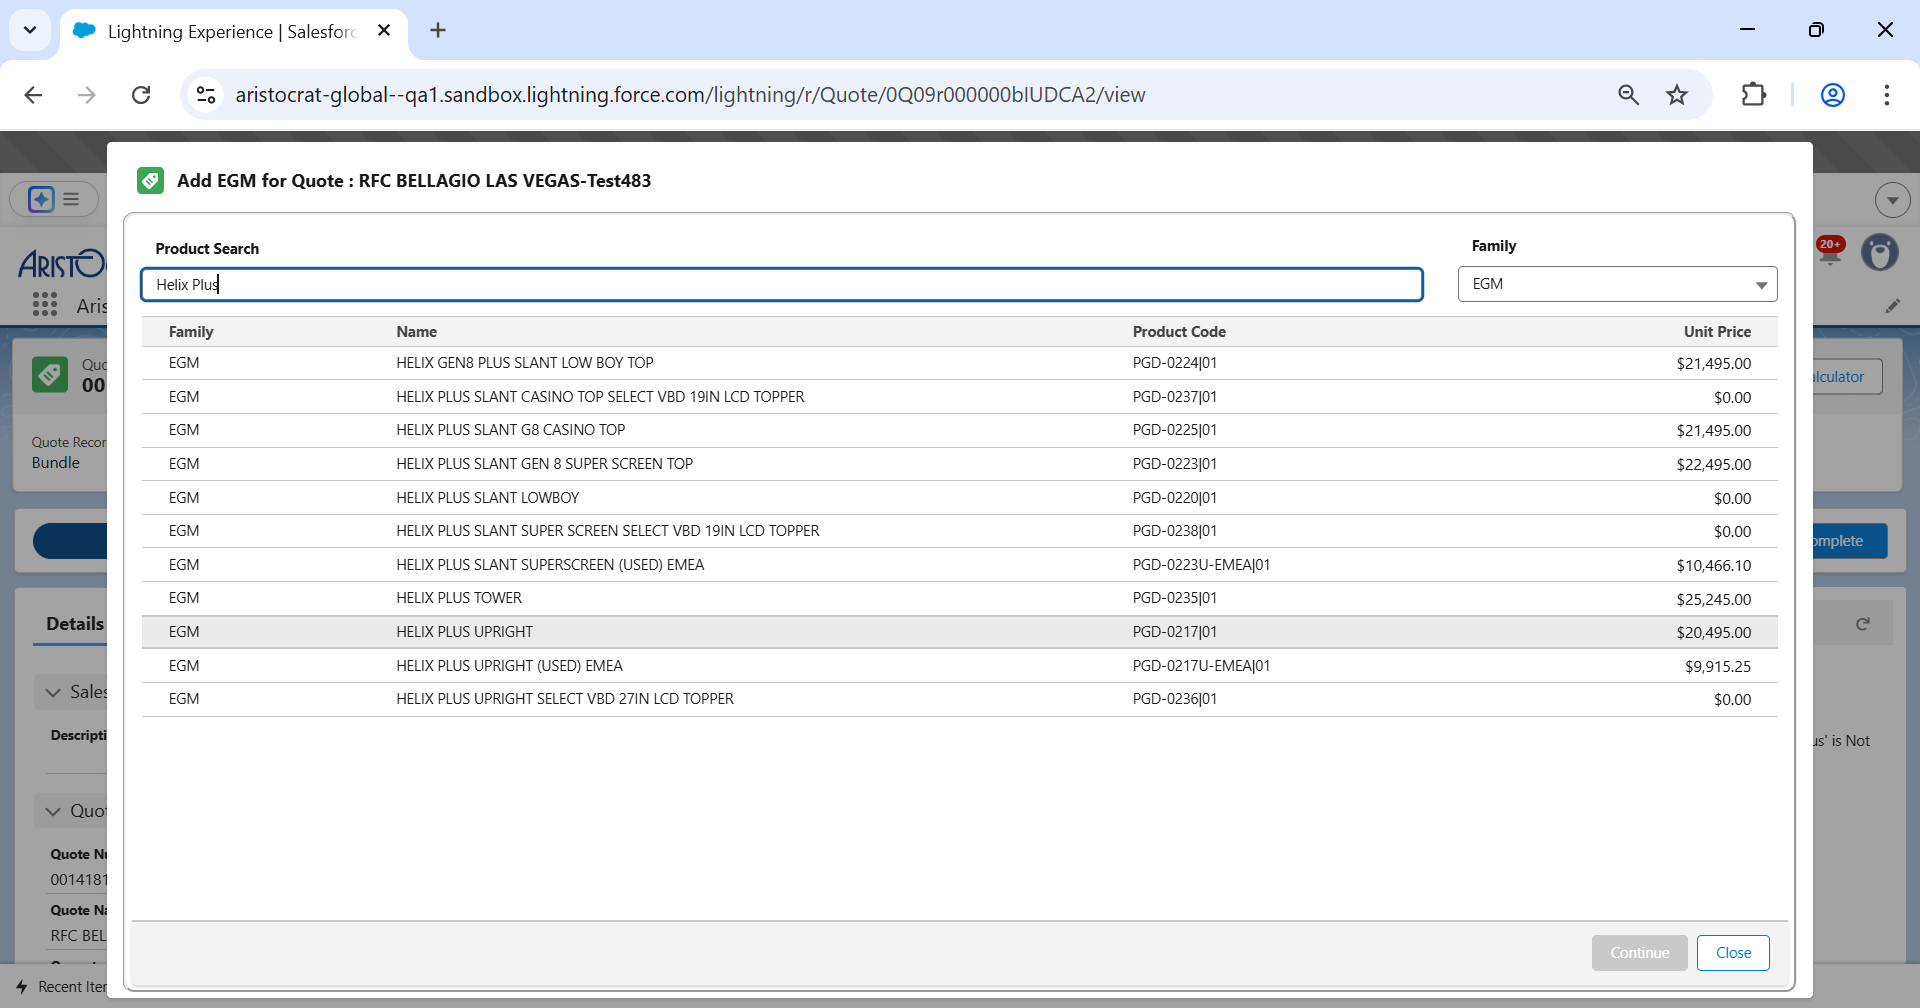 Lightning Experience | Salesforc
aristocrat-global--qa1.sandbox.lightning.force.com/lightning/r/Quote/0Q09r000000bIUDCA2/view
Add EGM for Quote : RFC BELLAGIO LAS VEGAS-Test483
Product Search
Family
Helix Plus
EGM
Family Name Product Code Unit Price
EGM HELIX GEN8 PLUS SLANT LOW BOY TOP PGD-0224|01 $21,495.00
EGM HELIX PLUS SLANT CASINO TOP SELECT VBD 19IN LCD TOPPER PGD-0237|01 $0.00
EGM HELIX PLUS SLANT G8 CASINO TOP PGD-0225|01 $21,495.00
EGM HELIX PLUS SLANT GEN 8 SUPER SCREEN TOP PGD-0223|01 $22,495.00
EGM HELIX PLUS SLANT LOWBOY PGD-0220|01 $0.00
EGM HELIX PLUS SLANT SUPER SCREEN SELECT VBD 19IN LCD TOPPER PGD-0238|01 $0.00
EGM HELIX PLUS SLANT SUPERSCREEN (USED) EMEA PGD-0223U-EMEA|01 $10,466.10
EGM HELIX PLUS TOWER PGD-0235|01 $25,245.00
EGM HELIX PLUS UPRIGHT PGD-0217|01 $20,495.00
EGM HELIX PLUS UPRIGHT (USED) EMEA PGD-0217U-EMEA|01 $9,915.25
EGM HELIX PLUS UPRIGHT SELECT VBD 27IN LCD TOPPER PGD-0236|01 $0.00
Continue
Close
ARISTO
Aris
20+
Quo
00
alculator
Quote Recor
Bundle
omplete
Details
Sales
Descripti
us' is Not
Quot
Quote Nu
0014181
Quote Na
RFC BEL
Recent Iter